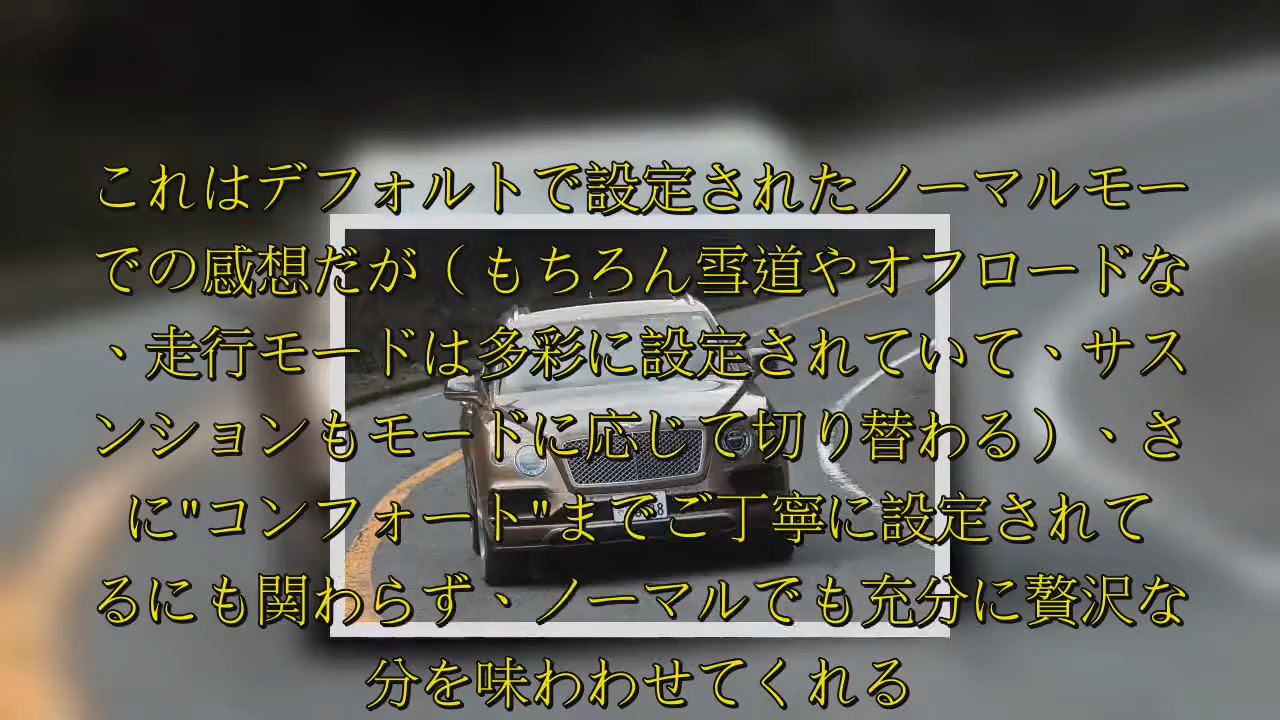 これはデフォルトで設定されたノーマルモー
での感想だが（もちろん雪道やオフロードな
、走行モードは多彩に設定されていて、サス
ンションもモードに応じて切り替わる）、さ
に"コンフォート"までご丁寧に設定されて
るにも関わらず、ノーマルでも充分に贅沢な
分を味わわせてくれる